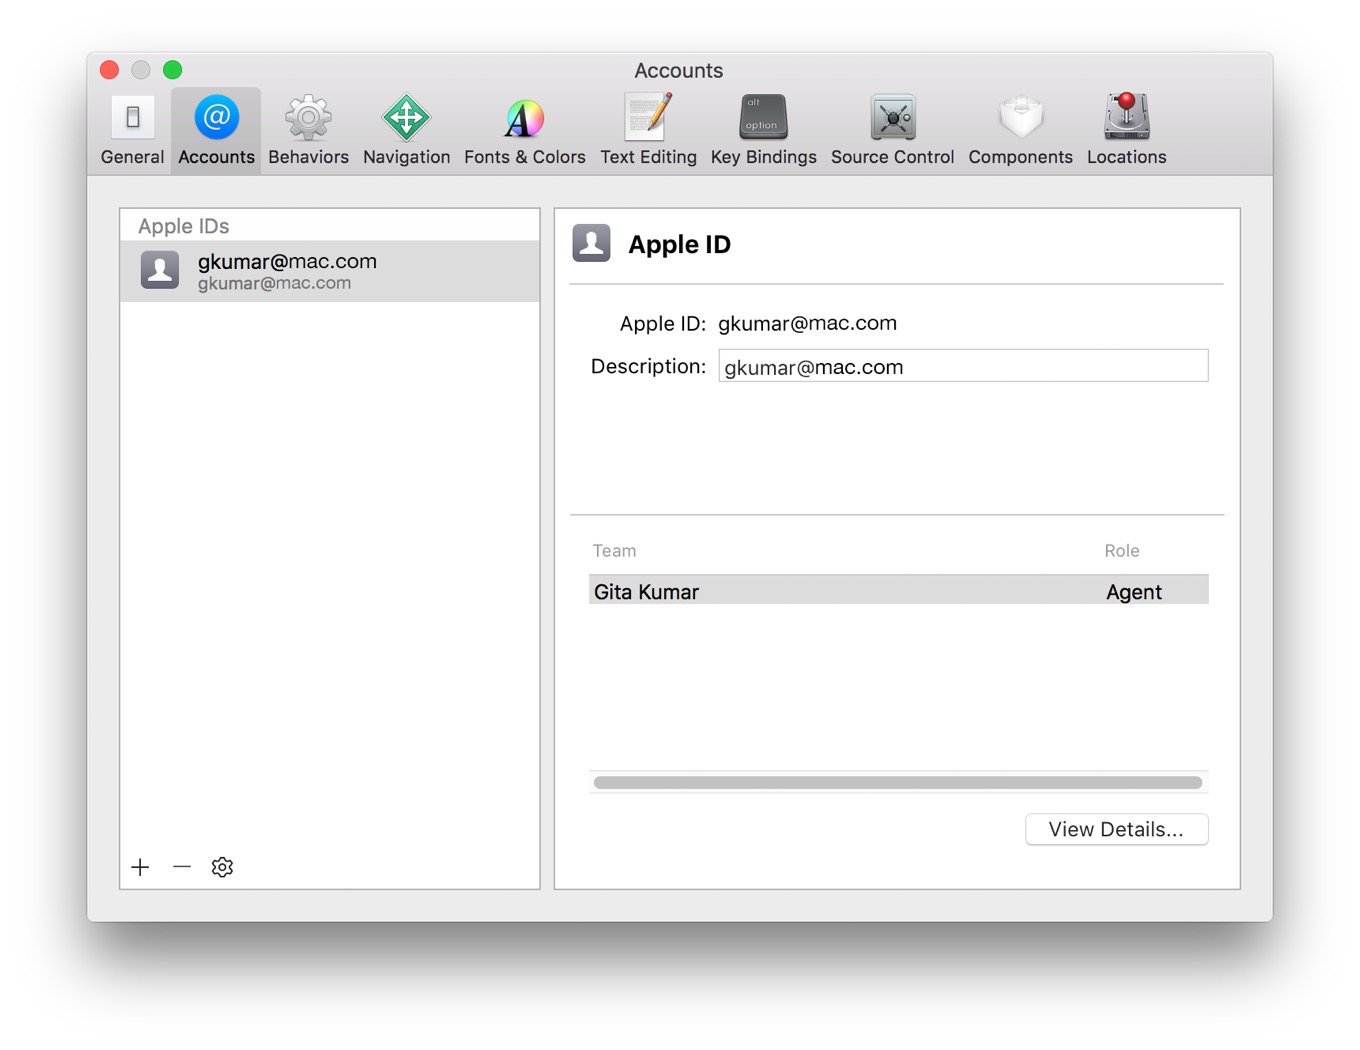 Accounts
General Accounts Behaviors Navigation Fonts & Colors Text Editing alt option Key Bindings Source Control Components Locations
Apple IDs
gkumar@mac.com
gkumar@mac.com
Apple ID
Apple ID: gkumar@mac.com
Description: gkumar@mac.com
Team Role
Gita Kumar Agent
View Details...